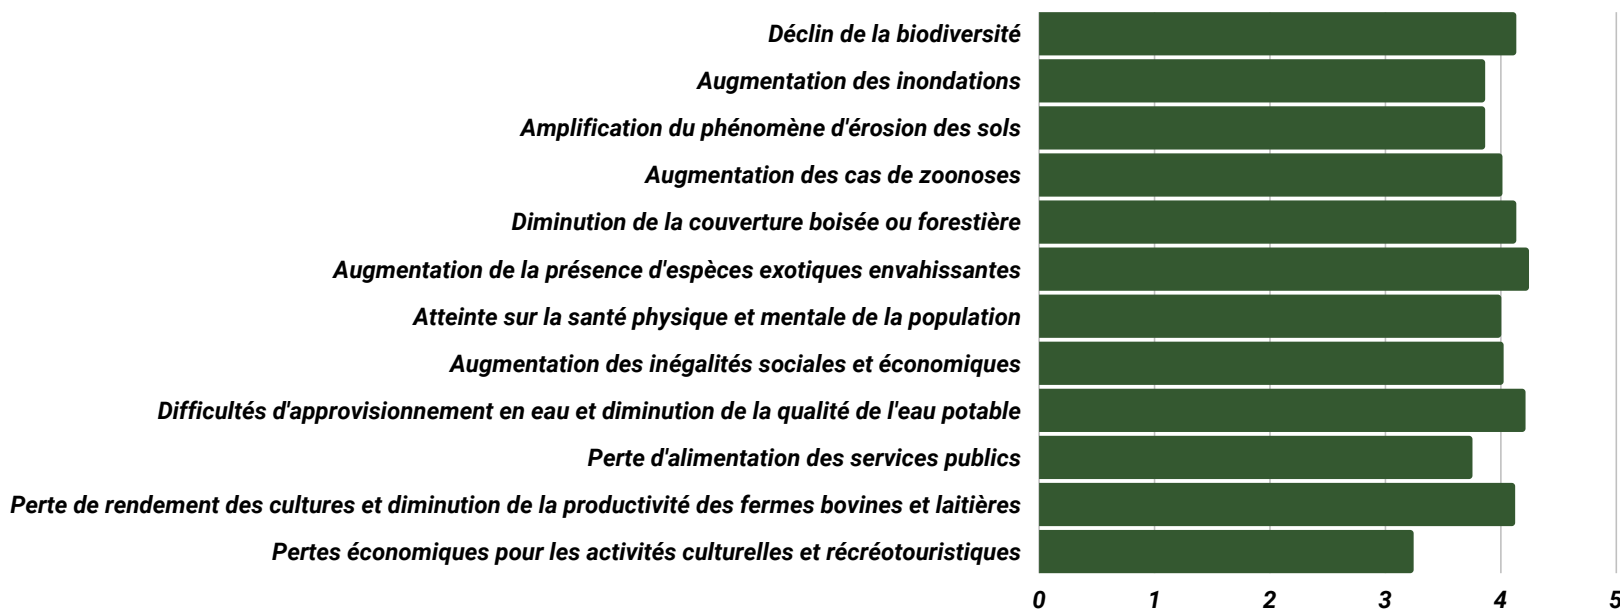 Déclin de la biodiversité
Augmentation des inondations
Amplification du phénomène d'érosion des sols
Augmentation des cas de zoonoses
Diminution de la couverture boisée ou forestière
Augmentation de la présence d'espèces exotiques envahissantes
Atteinte sur la santé physique et mentale de la population
Augmentation des inégalités sociales et économiques
Difficultés d'approvisionnement en eau et diminution de la qualité de l'eau potable
Perte d'alimentation des services publics
Perte de rendement des cultures et diminution de la productivité des fermes bovines et laitières
Pertes économiques pour les activités culturelles et récréotouristiques
0 1 2 3 4 5